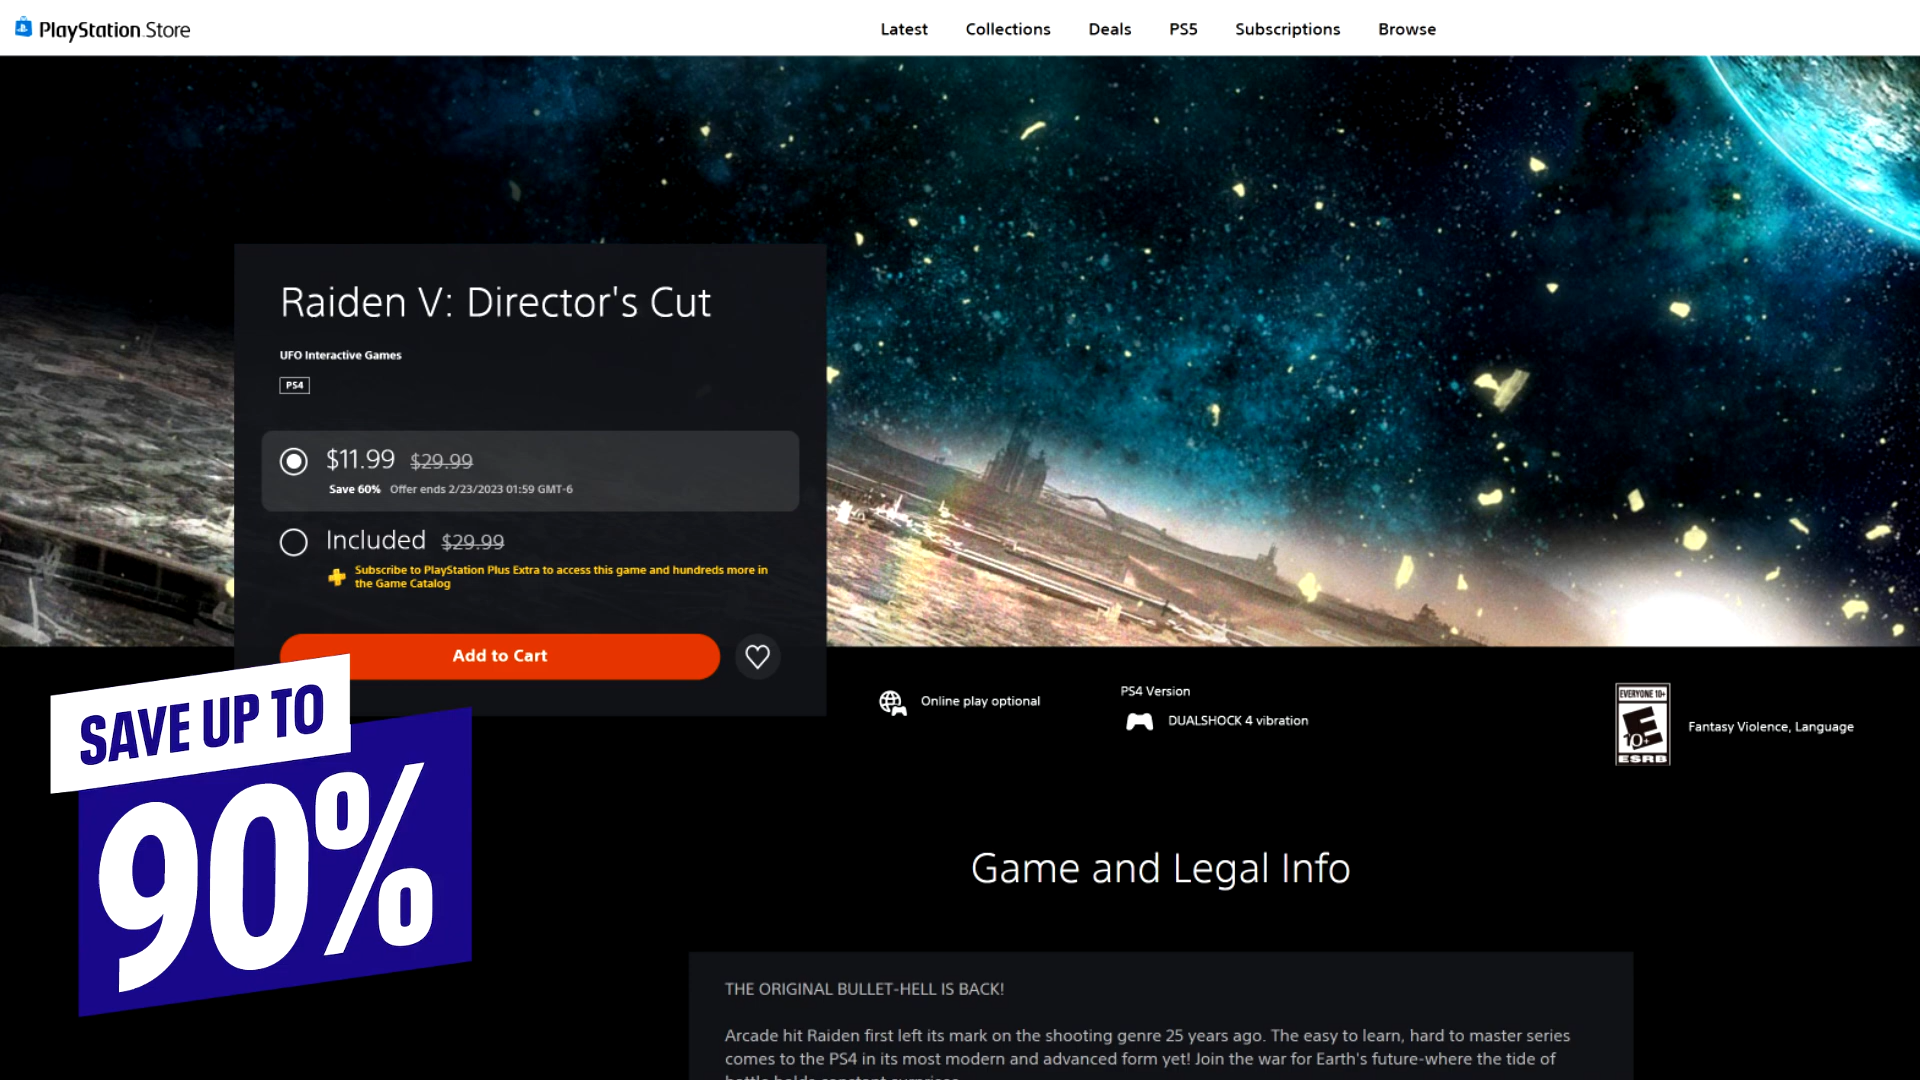 PlayStation Store
Latest Collections Deals PS5 Subscriptions Browse
Raiden V: Director's Cut
UFO Interactive Games
PS4
$11.99 $29.99
Save 60% Offer ends 2/23/2023 01:59 GMT-6
Included $29.99
Subscribe to PlayStation Plus Extra to access this game and hundreds more in
the Game Catalog
Add to Cart
SAVE UP TO
90%
Online play optional
PS4 Version
DUALSHOCK 4 vibration
EVERYONE 10+
E
10+
ESRB
Fantasy Violence, Language
Game and Legal Info
THE ORIGINAL BULLET-HELL IS BACK!
Arcade hit Raiden first left its mark on the shooting genre 25 years ago. The easy to learn, hard to master series
comes to the PS4 in its most modern and advanced form yet! Join the war for Earth's future-where the tide of